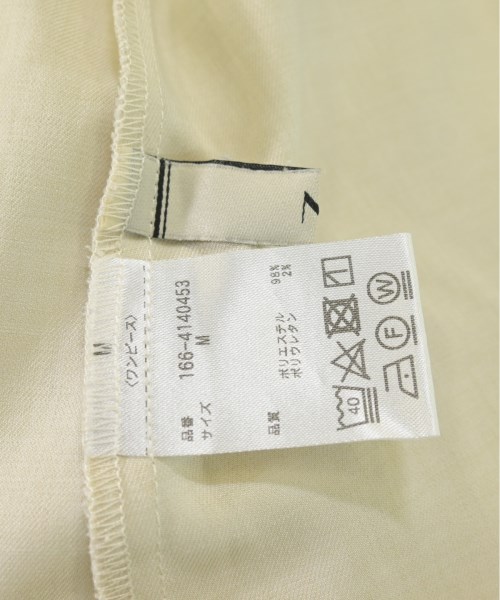 M
〈ワンピース〉
品番 166-4140453
サイズ M
品質 ポリエステル 98%
ポリウレタン 2%
40
F W